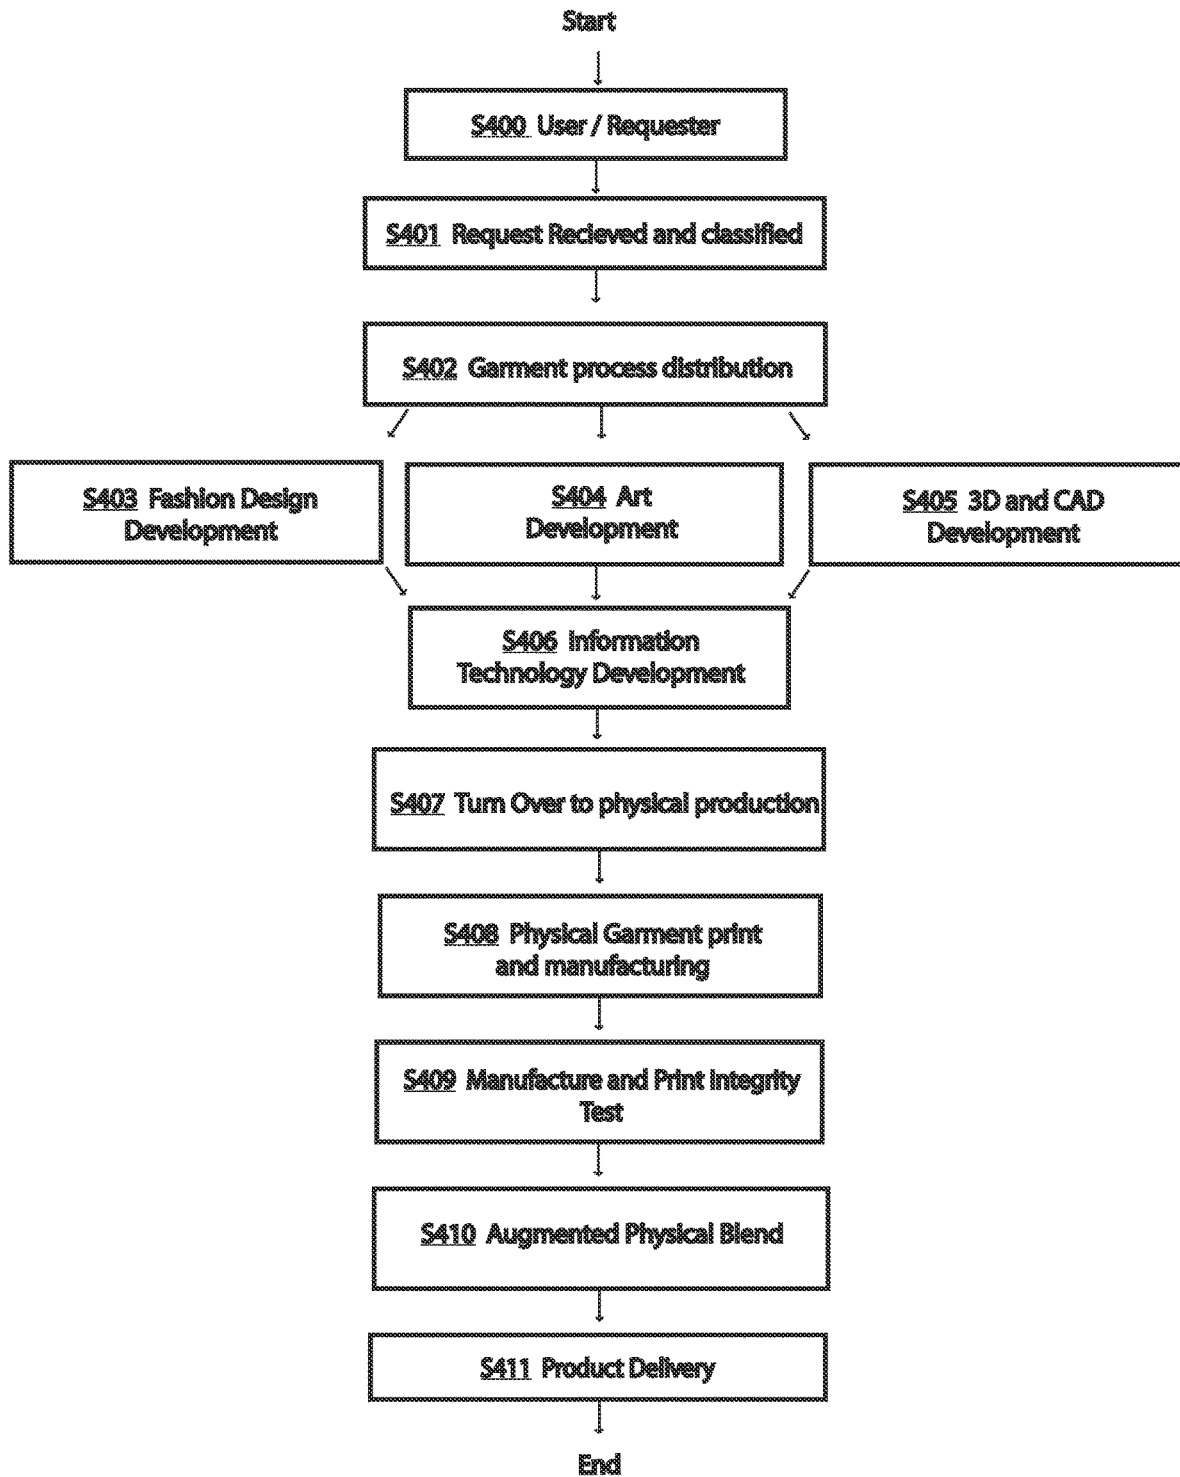 Start
S400 User / Requester
S401 Request Recieved and classified
S402 Garment process distribution
S403 Fashion Design
Development
S404 Art
Development
S405 3D and CAD
Development
S406 Information
Technology Development
S407 Turn Over to physical production
S408 Physical Garment print
and manufacturing
S409 Manufacture and Print Integrity
Test
S410 Augmented Physical Blend
S411 Product Delivery
End